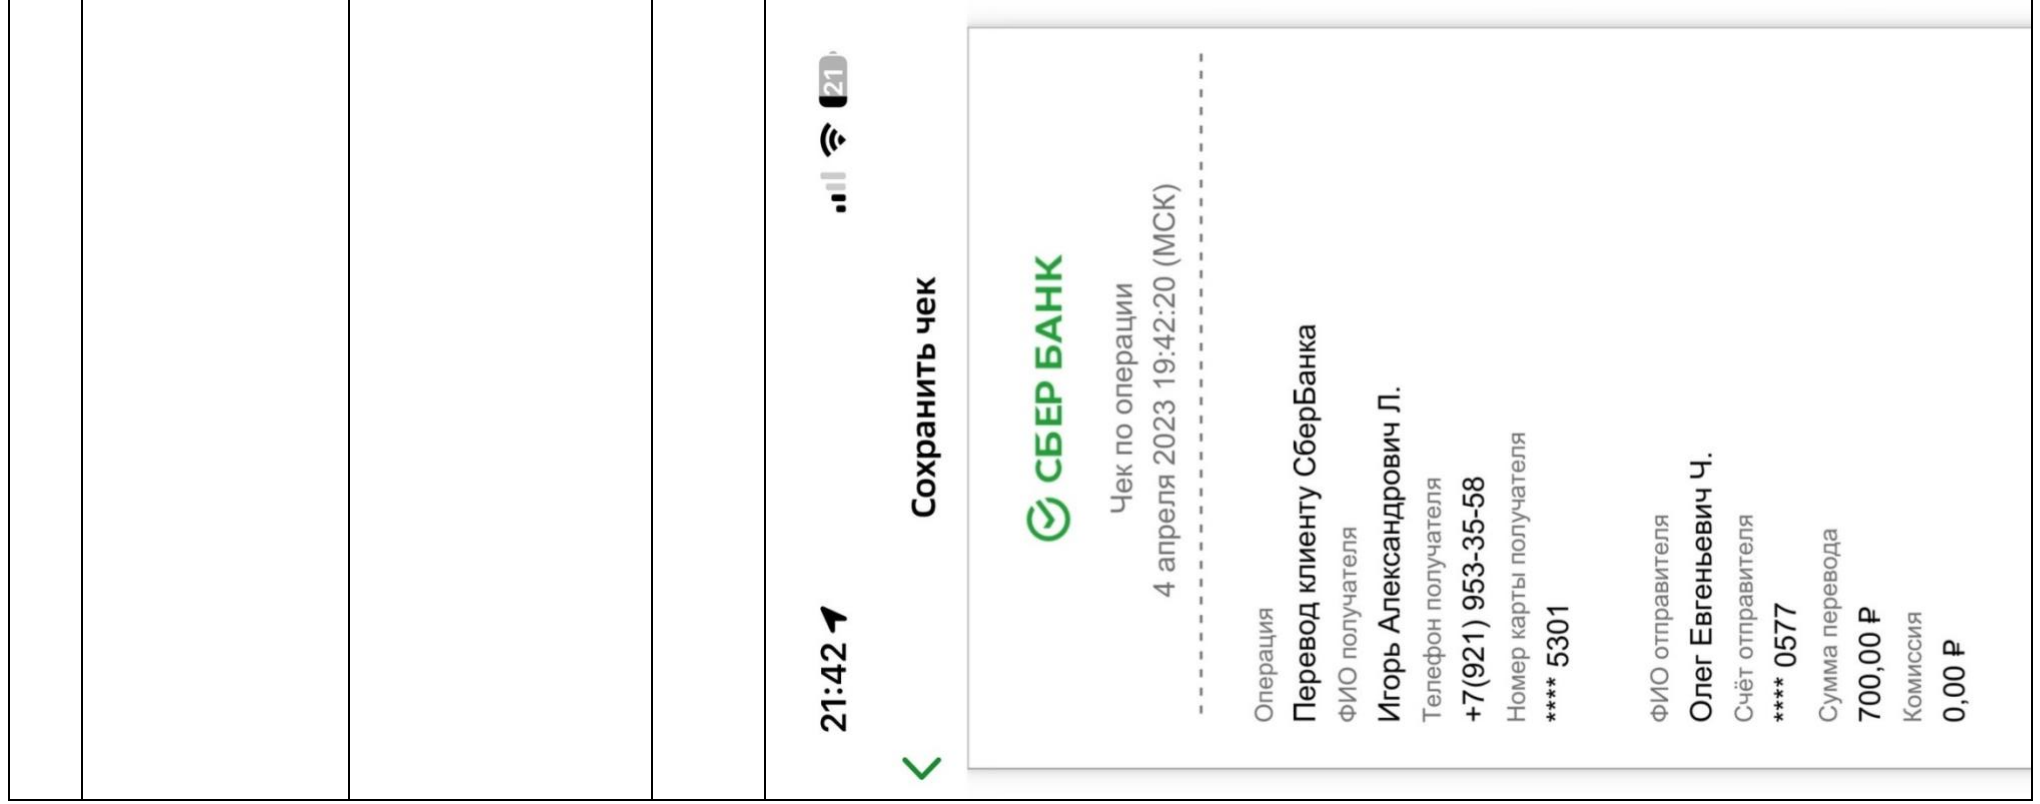 21:42
21
Сохранить чек
СБЕР БАНК
Чек по операции
4 апреля 2023 19:42:20 (МСК)
Операция
Перевод клиенту СберБанка
ФИО получателя
Игорь Александрович Л.
Телефон получателя
+7(921) 953-35-58
Номер карты получателя
**** 5301
ФИО отправителя
Олег Евгеньевич Ч.
Счёт отправителя
**** 0577
Сумма перевода
700,00 ₽
Комиссия
0,00 ₽